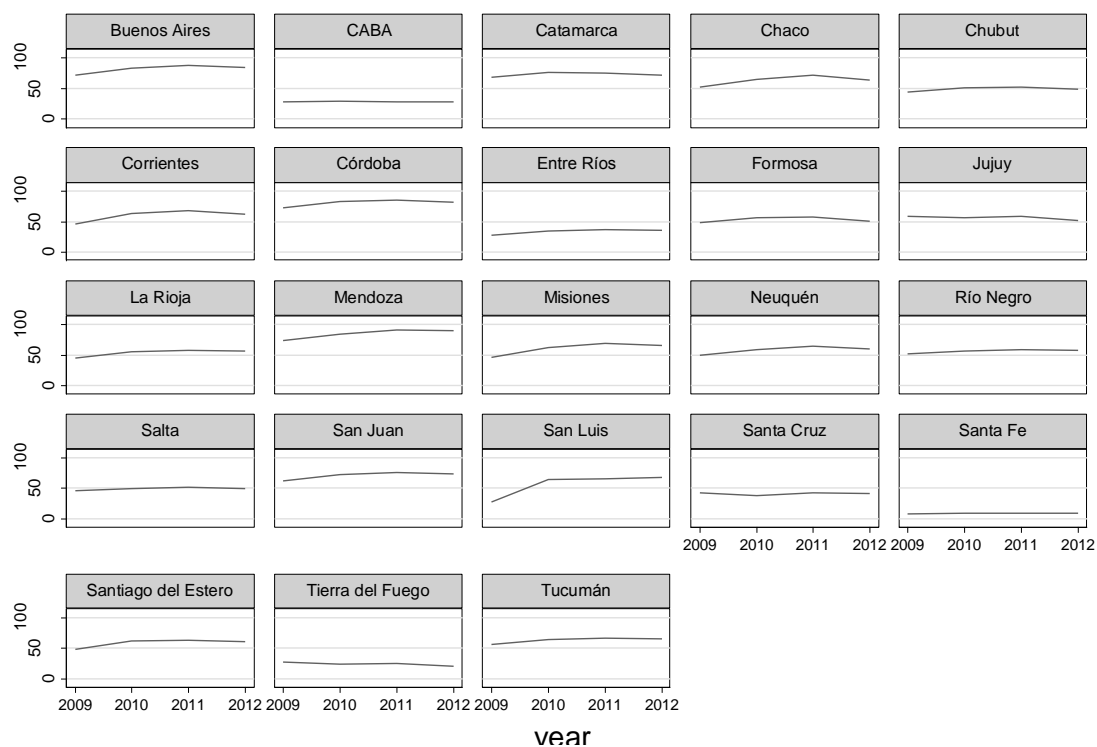 Buenos Aires CABA Catamarca Chaco Chubut
100
50
0
Corrientes Córdoba Entre Ríos Formosa Jujuy
100
50
0
La Rioja Mendoza Misiones Neuquén Río Negro
100
50
0
Salta San Juan San Luis Santa Cruz Santa Fe
100
50
0
2009 2010 2011 2012 2009 2010 2011 2012
Santiago del Estero Tierra del Fuego Tucumán
100
50
0
2009 2010 2011 2012 2009 2010 2011 2012 2009 2010 2011 2012
year